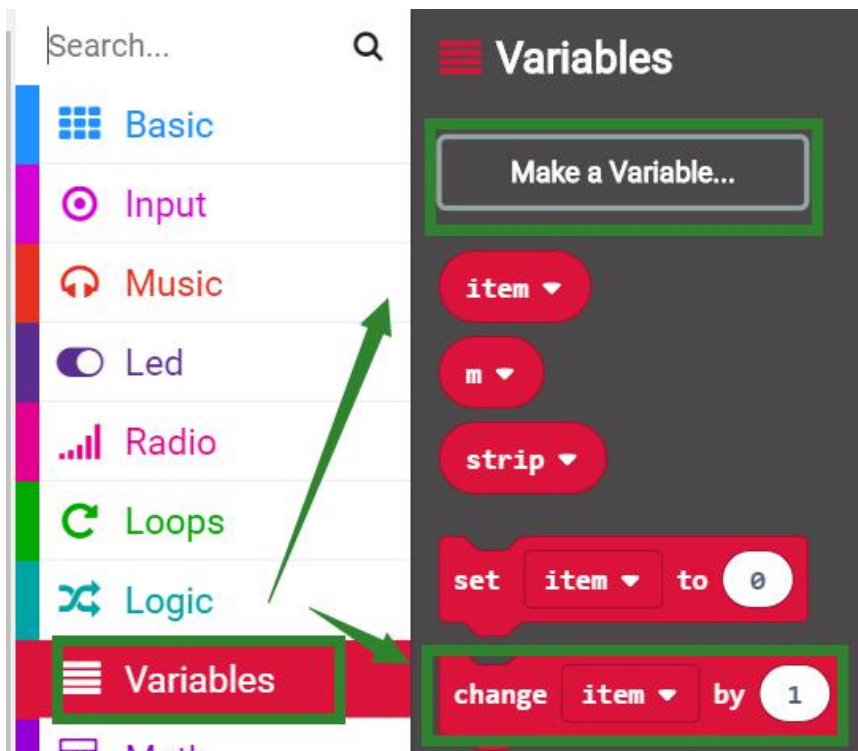 Search...
Basic
Input
Music
Led
Radio
Loops
Logic
Variables
Math
Variables
Make a Variable...
item
m
strip
set item to 0
change item by 1